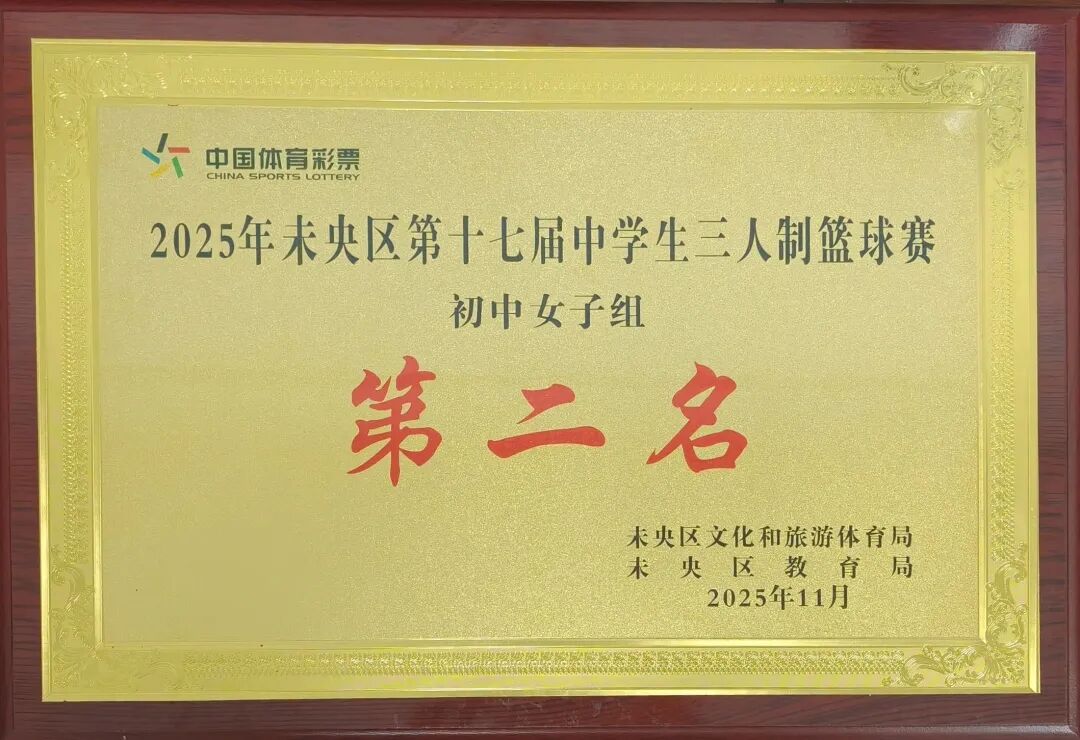 中国体育彩票
CHINA SPORTS LOTTERY
2025年未央区第十七届中学生三人制篮球赛
初中女子组
第二名
未央区文化和旅游体育局
未央区教育局
2025年11月